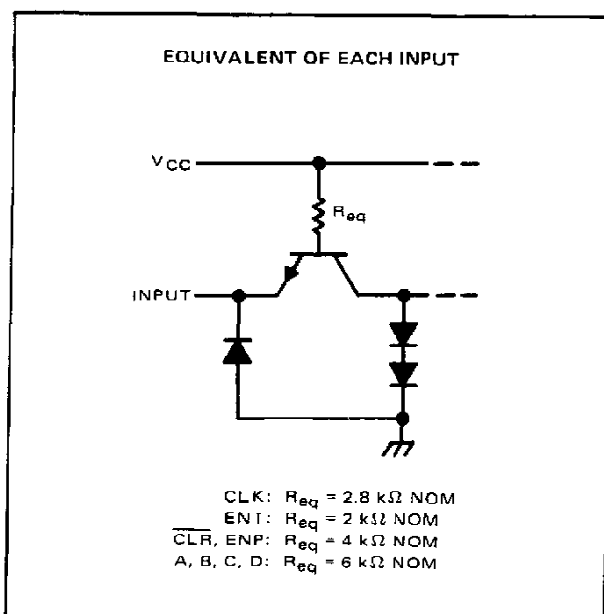 EQUIVALENT OF EACH INPUT
VCC
Req
INPUT
CLK: Req = 2.8 kΩ NOM
ENT: Req = 2 kΩ NOM
C̅L̅R̅, ENP: Req = 4 kΩ NOM
A, B, C, D: Req = 6 kΩ NOM